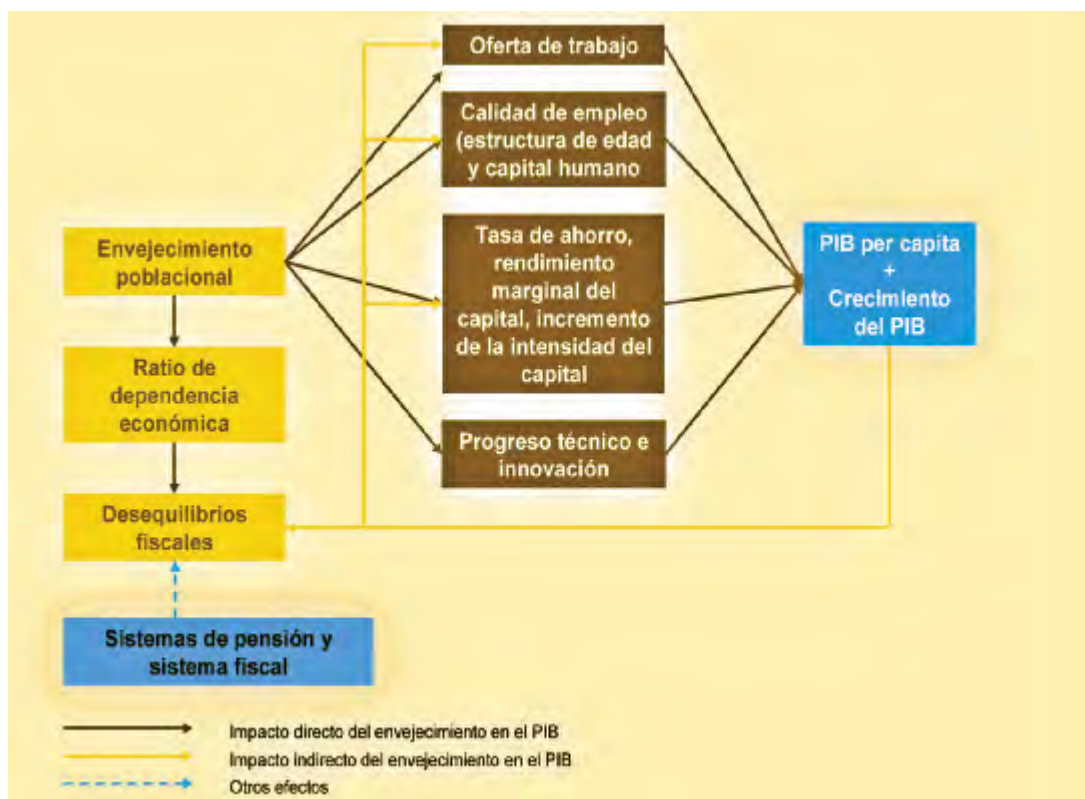 Oferta de trabajo
Calidad de empleo
(estructura de edad
y capital humano
Envejecimiento
poblacional
Tasa de ahorro,
rendimiento
marginal del
capital, incremento
de la intensidad del
capital
PIB per capita
+
Crecimiento
del PIB
Ratio de
dependencia
económica
Progreso técnico e
innovación
Desequilibrios
fiscales
Sistemas de pensión y
sistema fiscal
Impacto directo del envejecimiento en el PIB
Impacto indirecto del envejecimiento en el PIB
Otros efectos